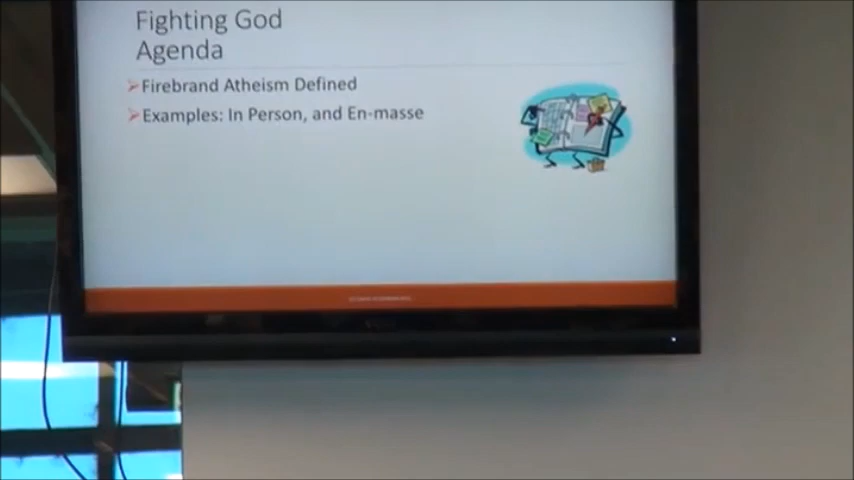 Fighting God
Agenda
Firebrand Atheism Defined
Examples: In Person, and En-masse